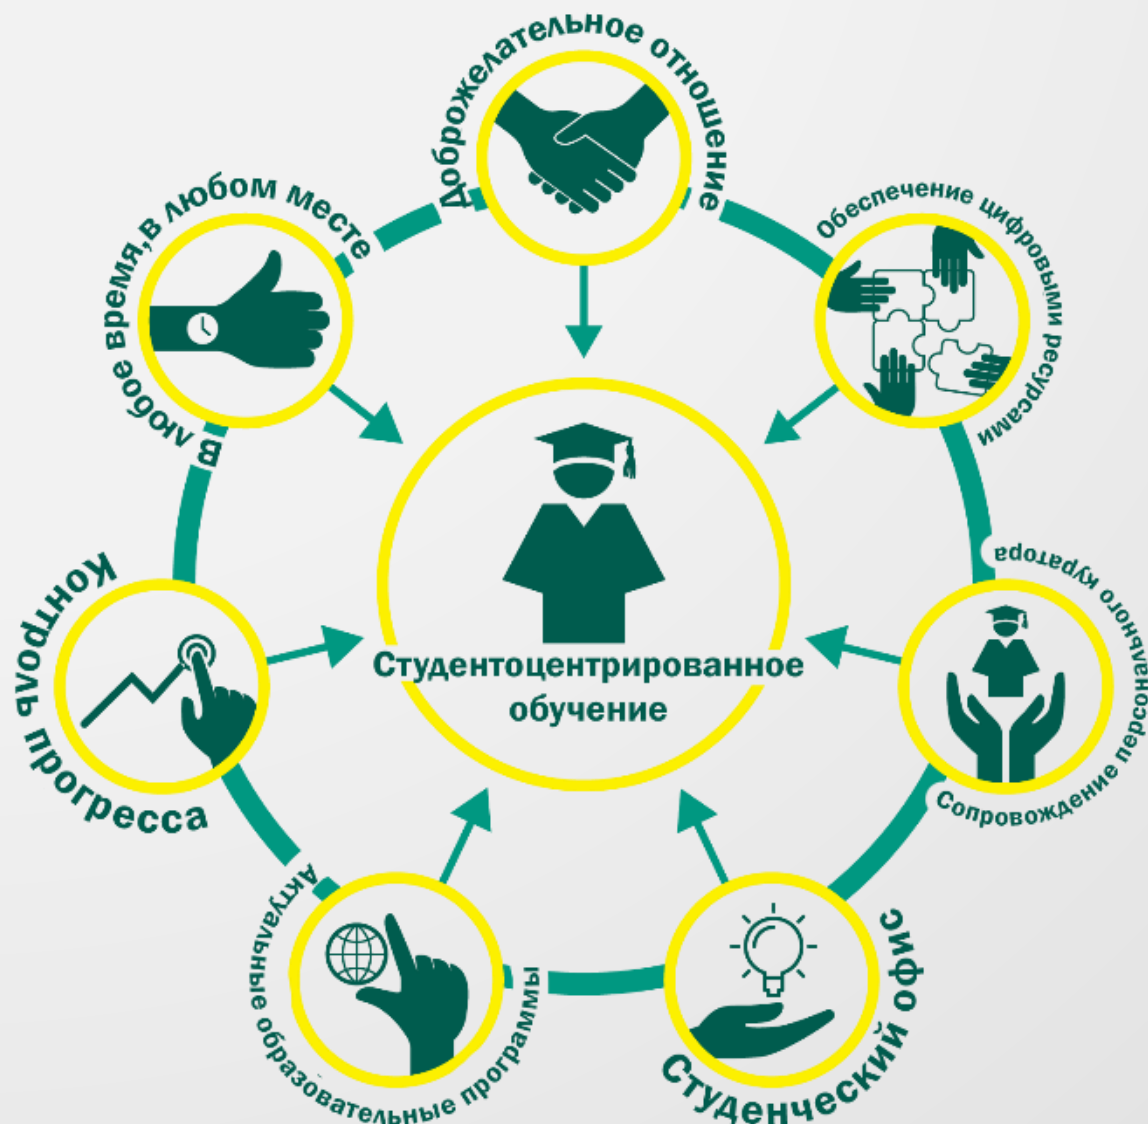 Доброжелательное отношение
Обеспечение цифровыми ресурсами
Сопровождение персонального куратора
Студенческий офис
Актуальные образовательные программы
Контроль прогресса
В любое время,в любом месте
Студентоцентрированное
обучение